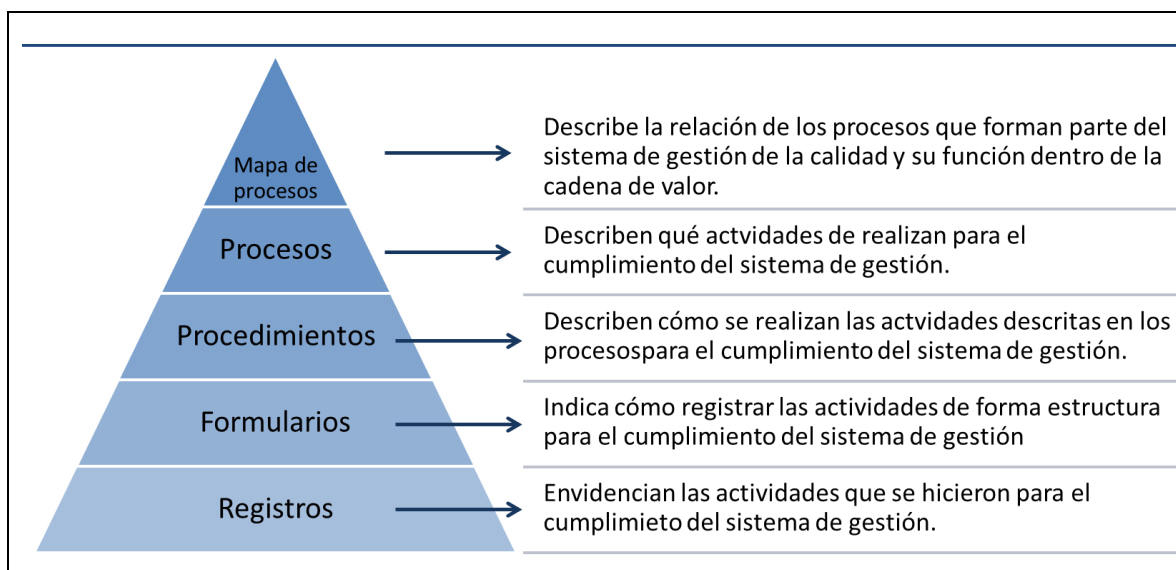 Mapa de
procesos
Describe la relación de los procesos que forman parte del
sistema de gestión de la calidad y su función dentro de la
cadena de valor.
Procesos
Describen qué actvidades de realizan para el
cumplimiento del sistema de gestión.
Procedimientos
Describen cómo se realizan las actvidades descritas en los
procesospara el cumplimiento del sistema de gestión.
Formularios
Indica cómo registrar las actividades de forma estructura
para el cumplimiento del sistema de gestión
Registros
Envidencian las actividades que se hicieron para el
cumplimieto del sistema de gestión.